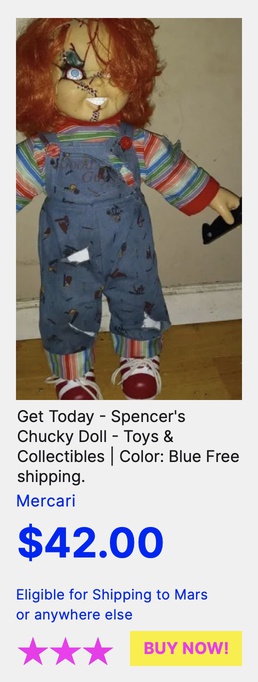 Get Today - Spencer's
Chucky Doll - Toys &
Collectibles | Color: Blue Free
shipping.
Mercari
$42.00
Eligible for Shipping to Mars
or anywhere else
BUY NOW!